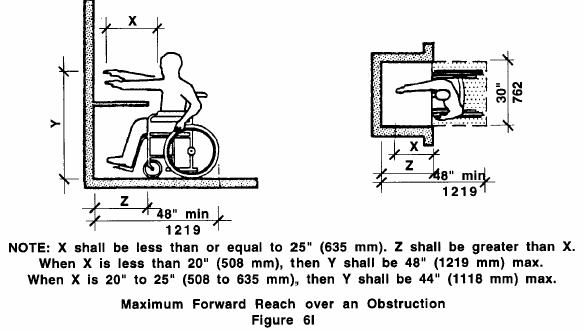 X
Y
Z
48" min
1219
30"
762
X
Z
48" min
1219
NOTE: X shall be less than or equal to 25" (635 mm). Z shall be greater than X.
When X is less than 20" (508 mm), then Y shall be 48" (1219 mm) max.
When X is 20" to 25" (508 to 635 mm), then Y shall be 44" (1118 mm) max.
Maximum Forward Reach over an Obstruction
Figure 6I